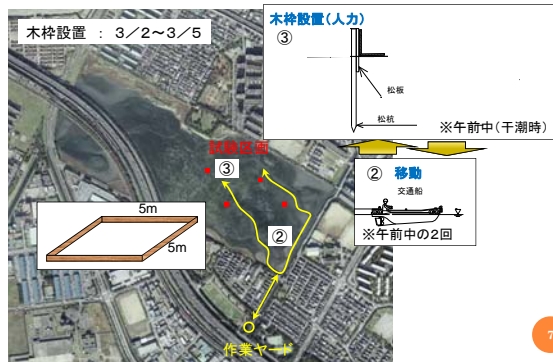 木枠設置 : 3/2~3/5
木枠設置(人力)
③
松板
松杭
※午前中(干潮時)
試験区画
③
② 移動
交通船
※午前中の2回
5m
5m
②
作業ヤード
7